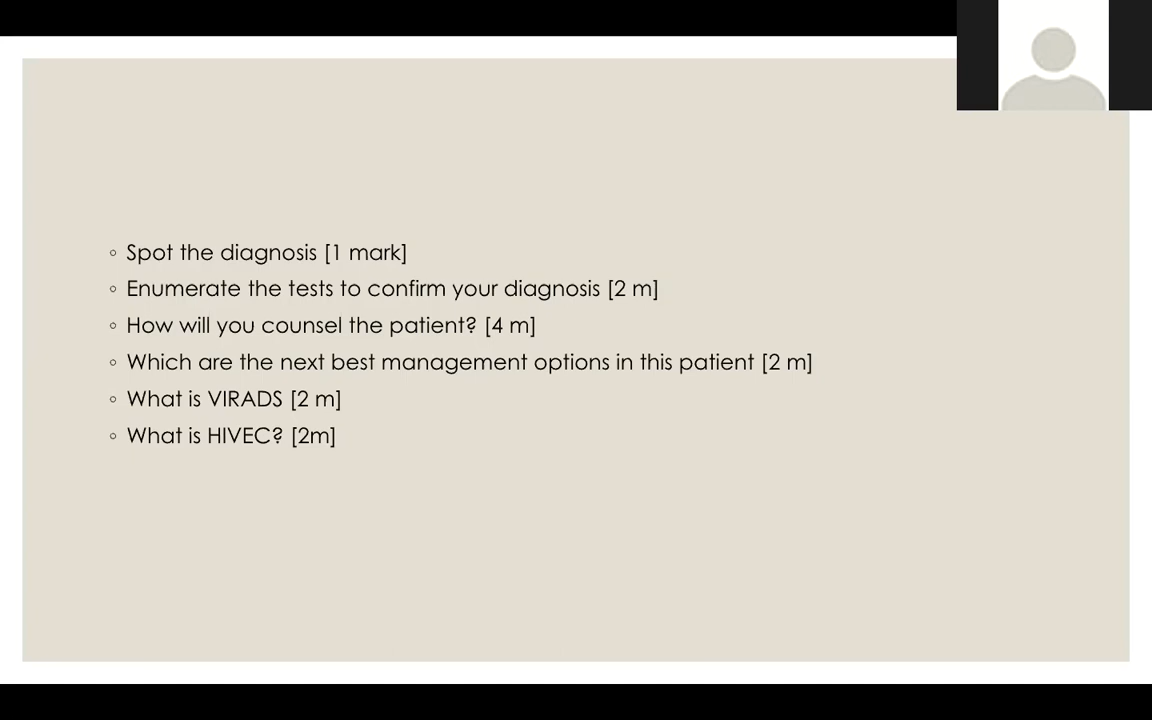 ◦ Spot the diagnosis [1 mark]
◦ Enumerate the tests to confirm your diagnosis [2 m]
◦ How will you counsel the patient? [4 m]
◦ Which are the next best management options in this patient [2 m]
◦ What is VIRADS [2 m]
◦ What is HIVEC? [2m]